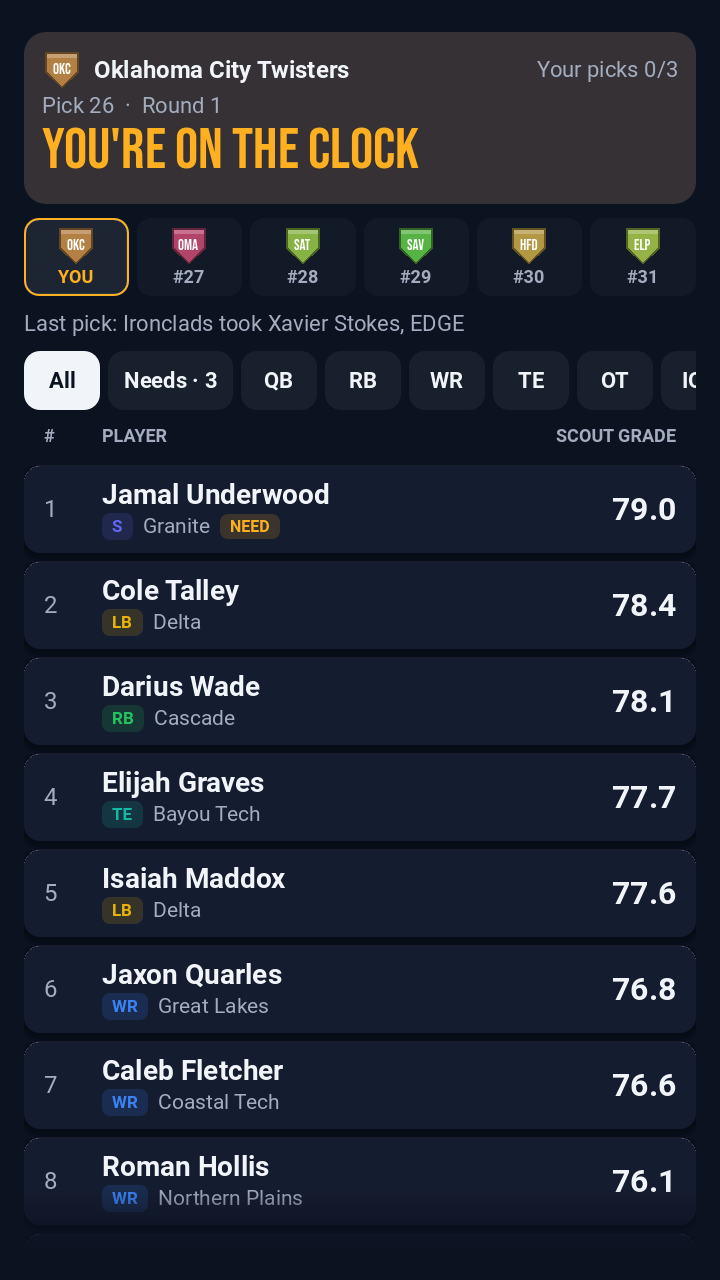 OKC Oklahoma City Twisters Your picks 0/3
Pick 26 · Round 1
YOU'RE ON THE CLOCK
OKC OMA SAT SAV HFD ELP
YOU #27 #28 #29 #30 #31
Last pick: Ironclads took Xavier Stokes, EDGE
All Needs · 3 QB RB WR TE OT
# PLAYER SCOUT GRADE
1 Jamal Underwood 79.0
S Granite NEED
2 Cole Talley 78.4
LB Delta
3 Darius Wade 78.1
RB Cascade
4 Elijah Graves 77.7
TE Bayou Tech
5 Isaiah Maddox 77.6
LB Delta
6 Jaxon Quarles 76.8
WR Great Lakes
7 Caleb Fletcher 76.6
WR Coastal Tech
8 Roman Hollis 76.1
WR Northern Plains